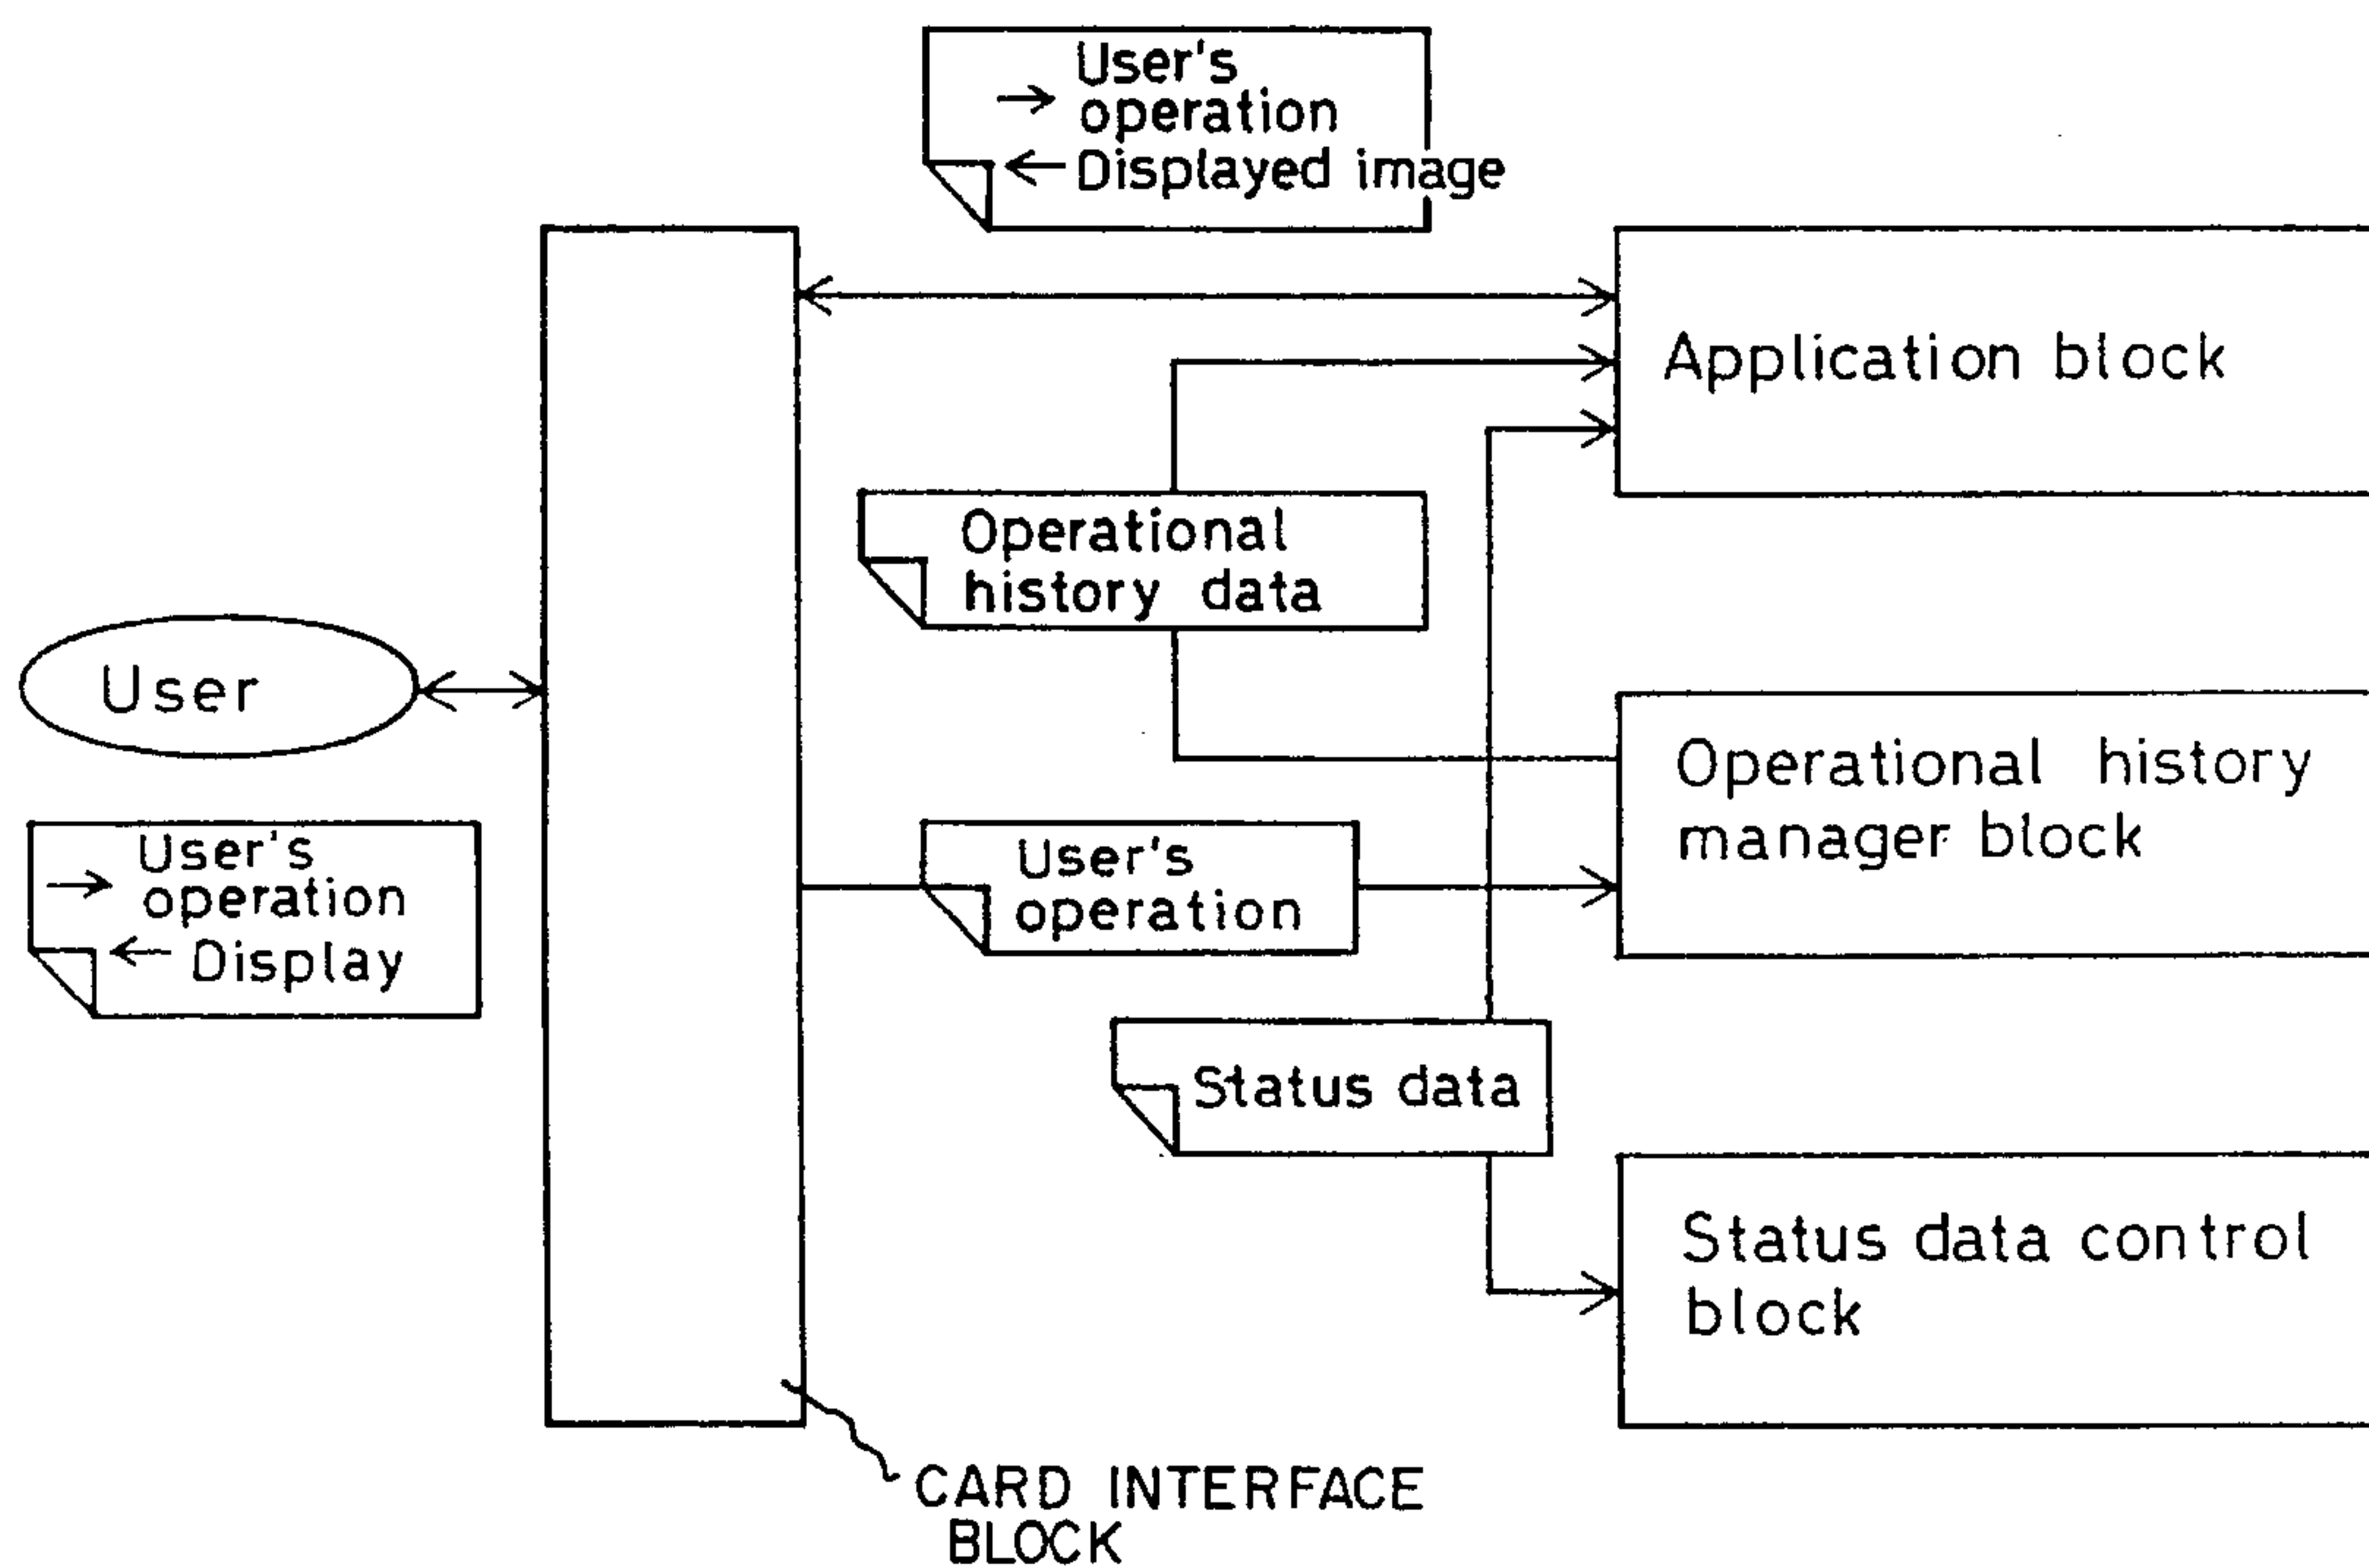 → User's
operation
← Displayed image
Application block
Operational
history data
User
Operational history
manager block
→ User's
operation
← Display
User's
operation
Status data
Status data control
block
CARD INTERFACE
BLOCK